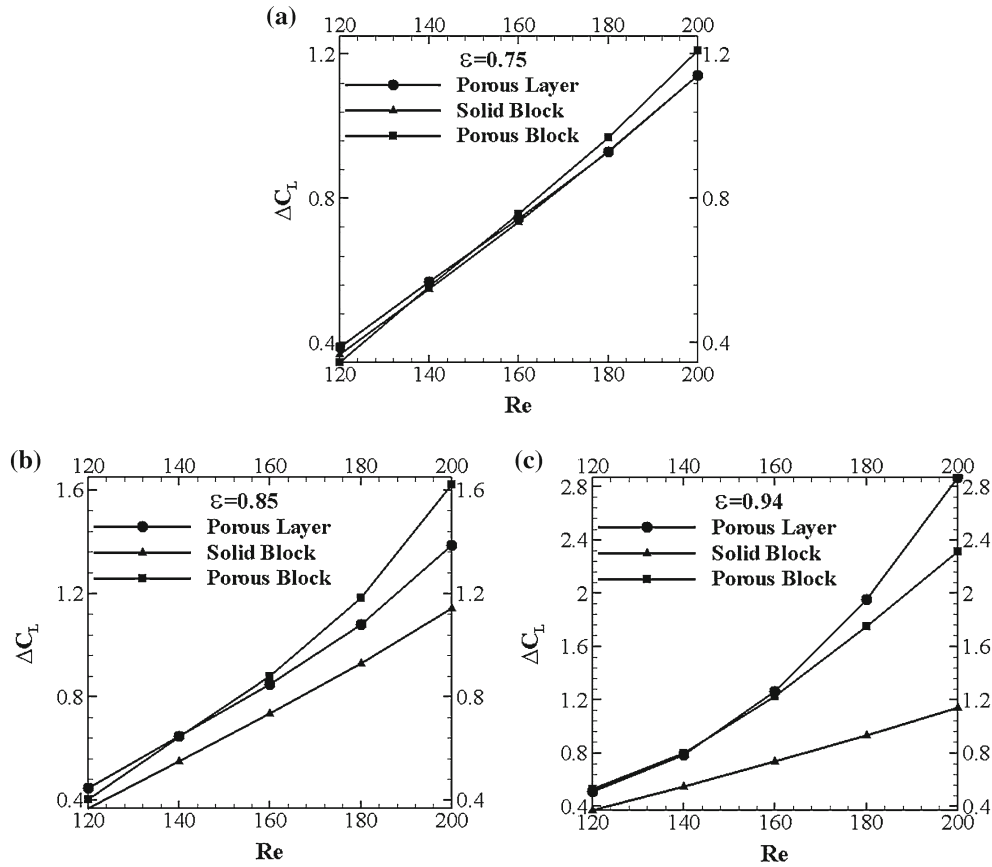 (a)
120 140 160 180 200
ε=0.75
Porous Layer
Solid Block
Porous Block
1.2 1.2
0.8 0.8
0.4 0.4
ΔC_L
120 140 160 180 200
Re
(b)
120 140 160 180 200
ε=0.85
Porous Layer
Solid Block
Porous Block
1.6 1.6
1.2 1.2
0.8 0.8
0.4 0.4
ΔC_L
120 140 160 180 200
Re
(c)
120 140 160 180 200
ε=0.94
Porous Layer
Solid Block
Porous Block
2.8 2.8
2.4 2.4
2 2
1.6 1.6
1.2 1.2
0.8 0.8
0.4 0.4
ΔC_L
120 140 160 180 200
Re